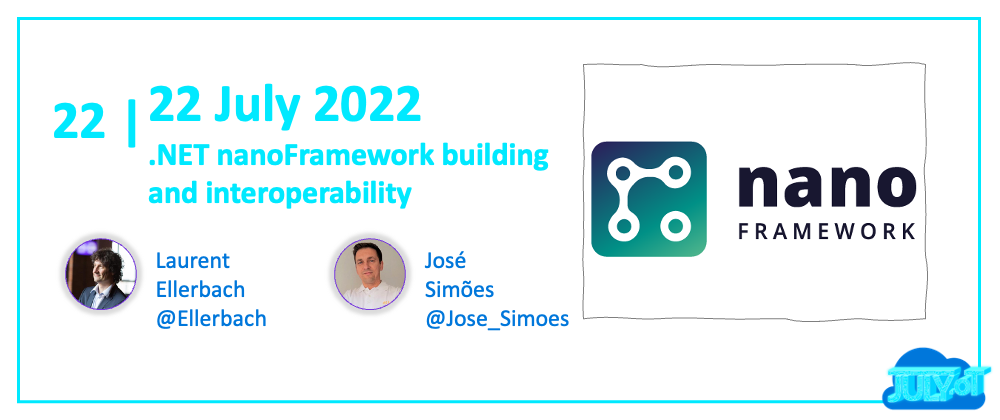 22 |
22 July 2022
.NET nanoFramework building
and interoperability
Laurent
Ellerbach
@Ellerbach
José
Simões
@Jose_Simoes
nano
FRAMEWORK
JULYoT